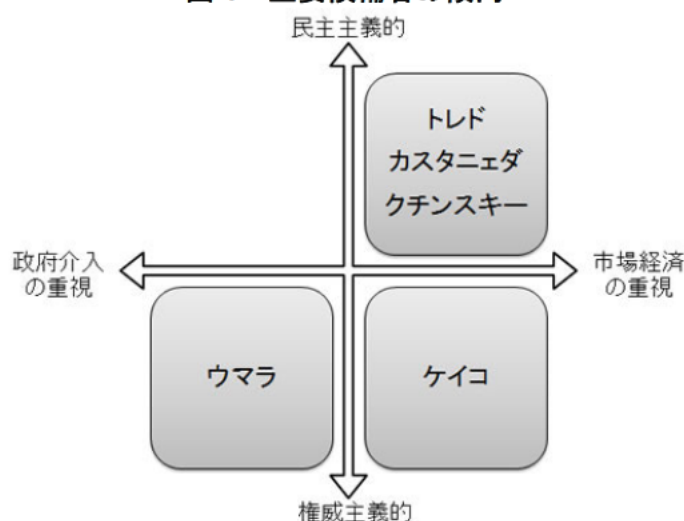 民主主義的
トレド
カスタニェダ
クチンスキー
政府介入
の重視
市場経済
の重視
ウマラ
ケイコ
権威主義的